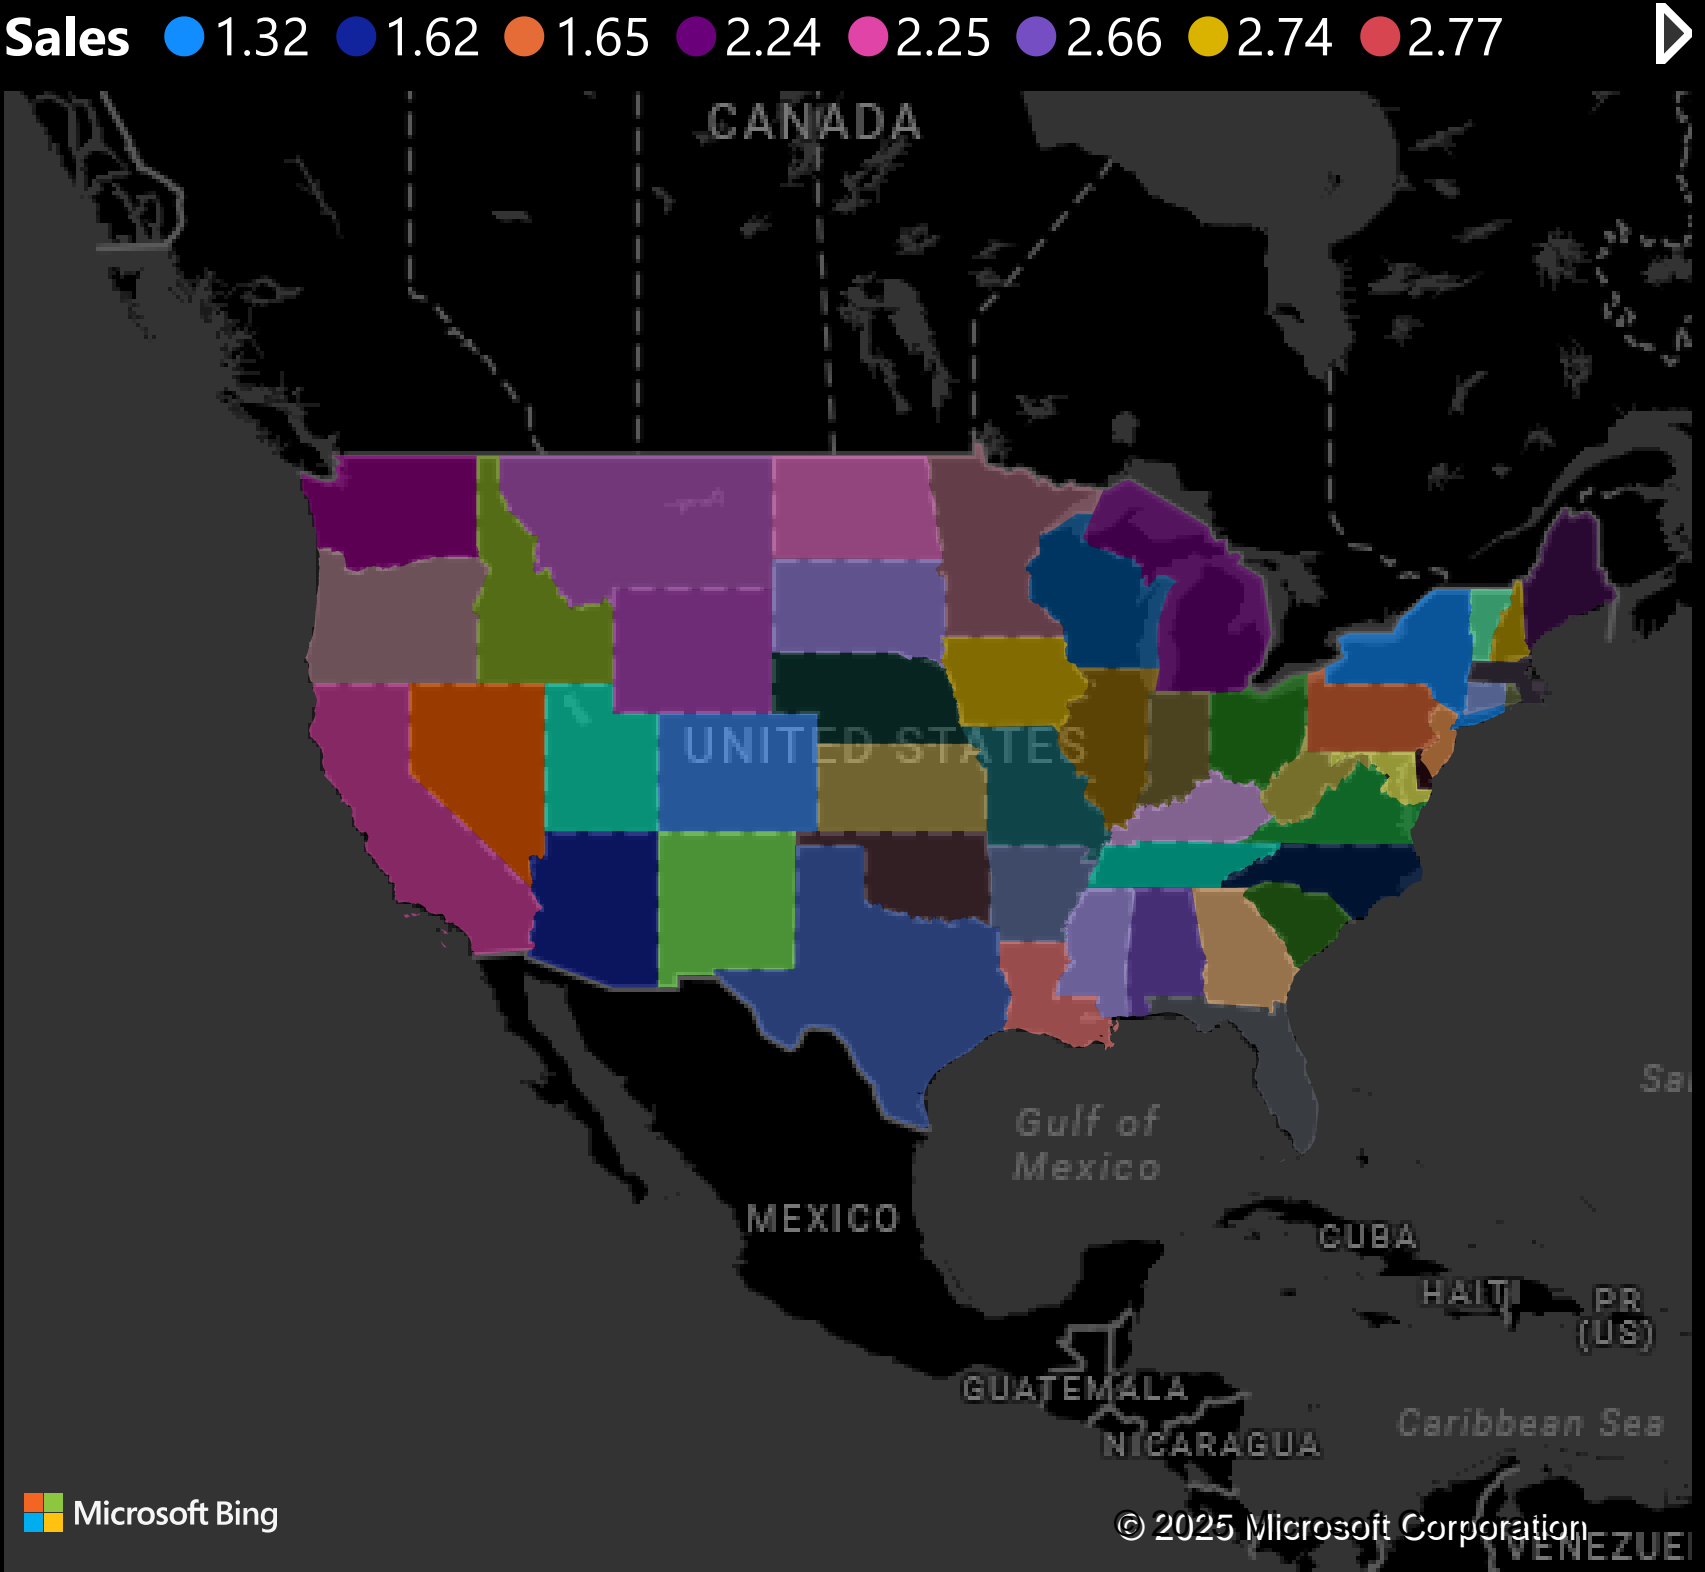 Sales 1.32 1.62 1.65 2.24 2.25 2.66 2.74 2.77
CANADA
UNITED STATES
Gulf of
Mexico
MEXICO
CUBA
HAITI
PR
(US)
GUATEMALA
Caribbean Sea
NICARAGUA
Microsoft Bing
© 2025 Microsoft Corporation